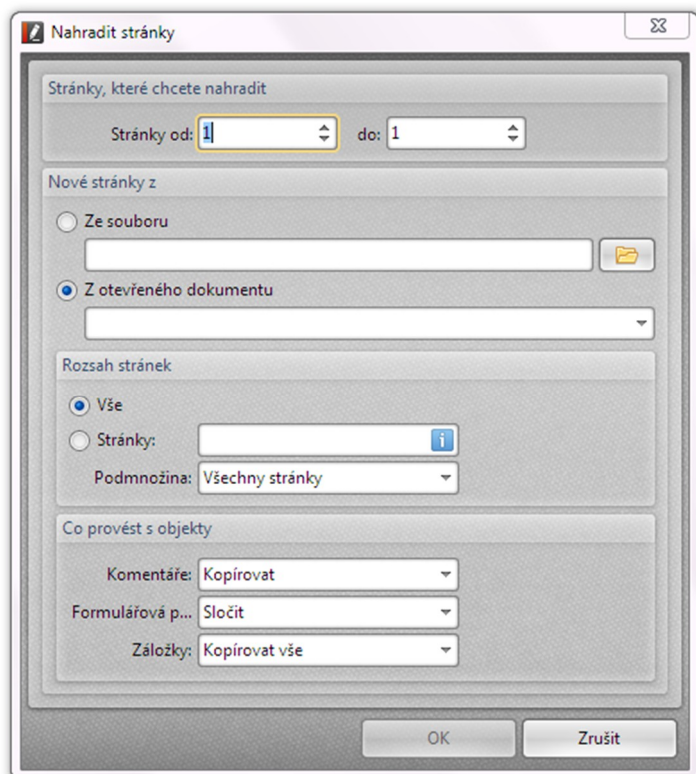 Nahradit stránky
Stránky, které chcete nahradit
Stránky od: 1 do: 1
Nové stránky z
Ze souboru
Z otevřeného dokumentu
Rozsah stránek
Vše
Stránky: i
Podmnožina: Všechny stránky
Co provést s objekty
Komentáře: Kopírovat
Formulářová p... Sločit
Záložky: Kopírovat vše
OK Zrušit